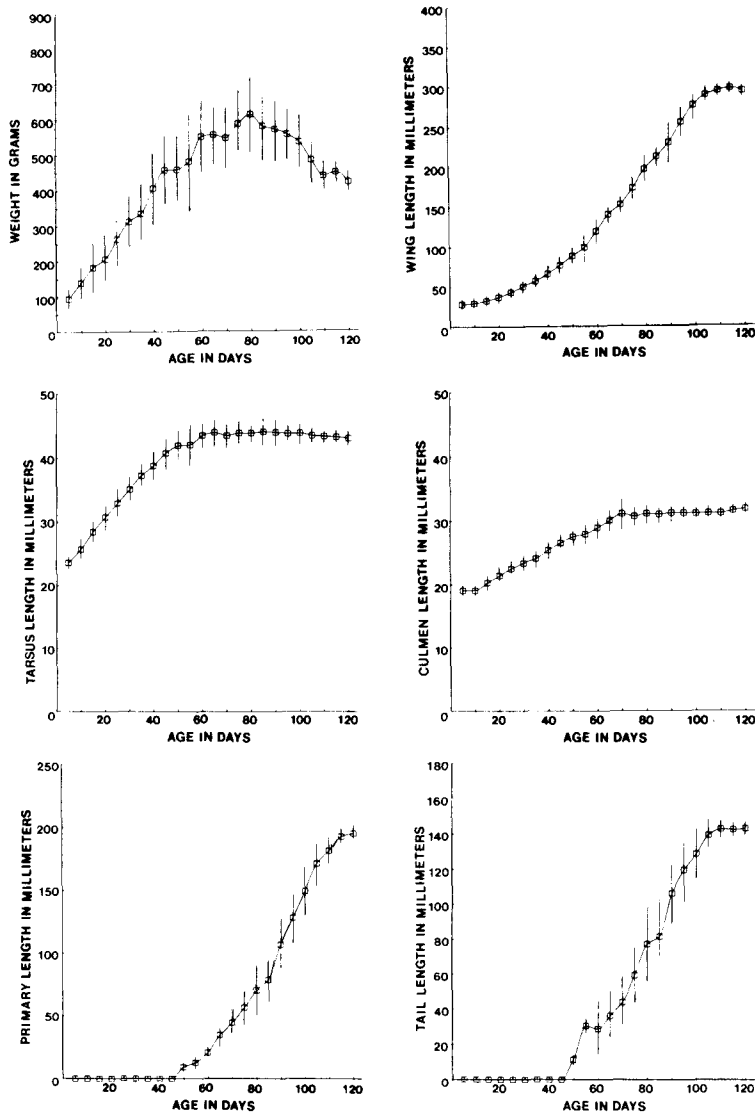 WEIGHT IN GRAMS
900
800
700
600
500
400
300
200
100
0
0 20 40 60 80 100 120
AGE IN DAYS
WING LENGTH IN MILLIMETERS
400
350
300
250
200
150
100
50
0
0 20 40 60 80 100 120
AGE IN DAYS
TARSUS LENGTH IN MILLIMETERS
50
40
30
20
10
0
0 20 40 60 80 100 120
AGE IN DAYS
CULMEN LENGTH IN MILLIMETERS
50
40
30
20
10
0
0 20 40 60 80 100 120
AGE IN DAYS
PRIMARY LENGTH IN MILLIMETERS
250
200
150
100
50
0
0 20 40 60 80 100 120
AGE IN DAYS
TAIL LENGTH IN MILLIMETERS
180
160
140
120
100
80
60
40
20
0
0 20 40 60 80 100 120
AGE IN DAYS